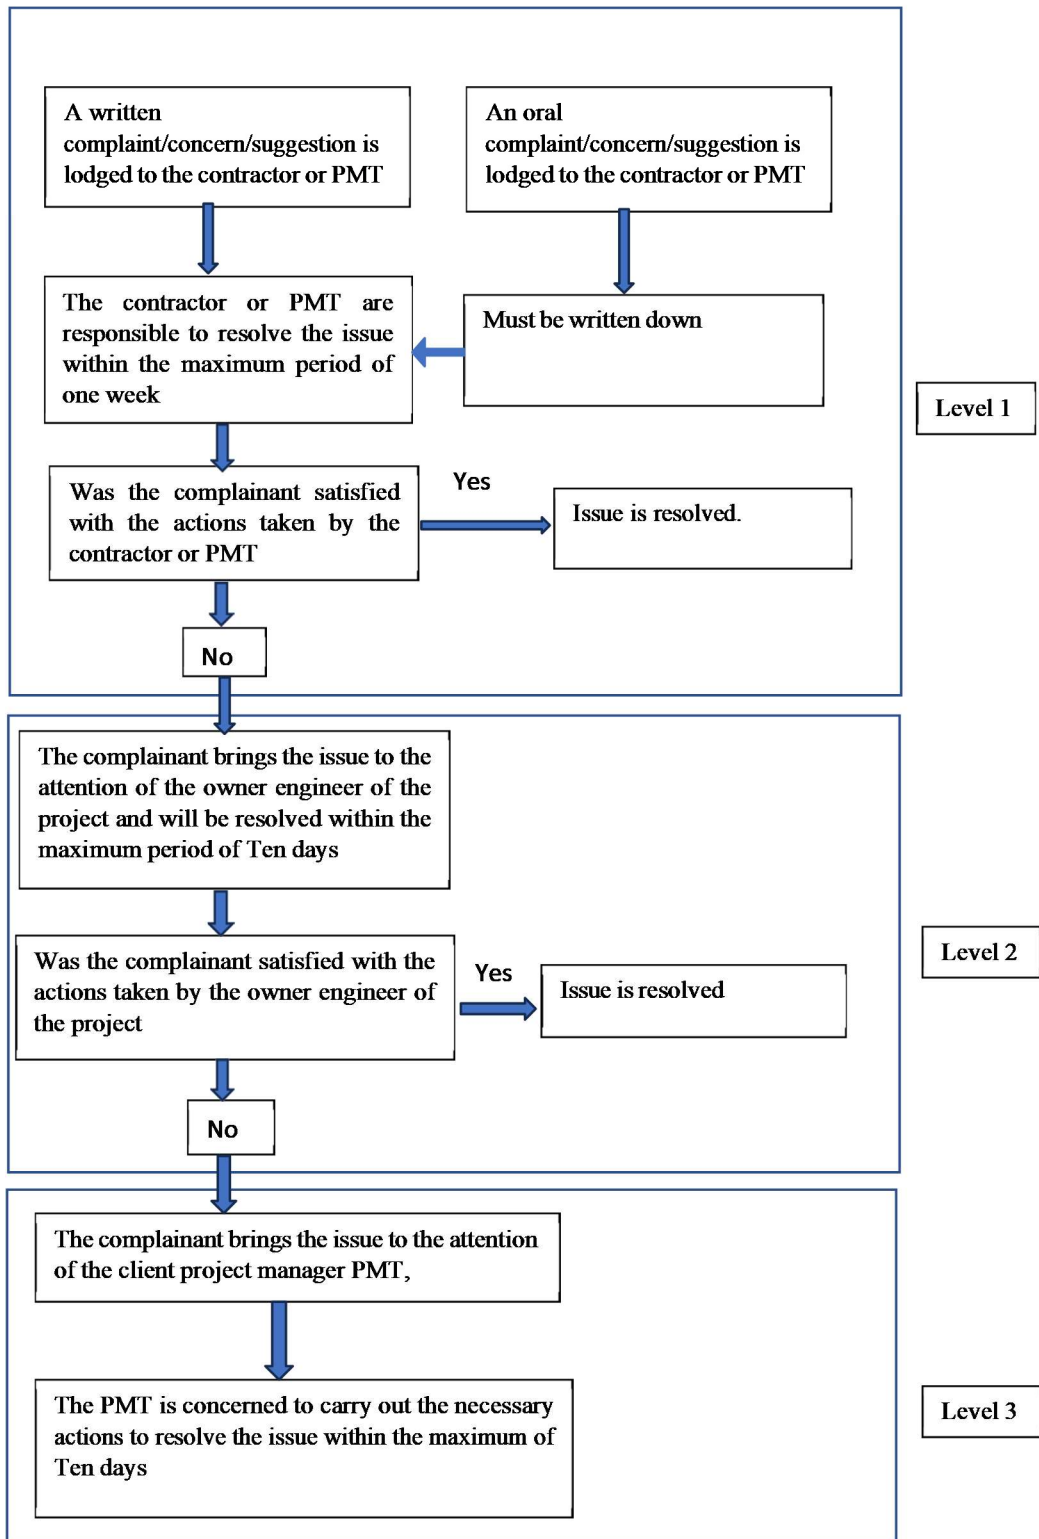 A written
complaint/concern/suggestion is
lodged to the contractor or PMT
An oral
complaint/concern/suggestion is
lodged to the contractor or PMT
The contractor or PMT are
responsible to resolve the issue
within the maximum period of
one week
Must be written down
Level 1
Was the complainant satisfied
with the actions taken by the
contractor or PMT
Yes
Issue is resolved.
No
The complainant brings the issue to the
attention of the owner engineer of the
project and will be resolved within the
maximum period of Ten days
Was the complainant satisfied with the
actions taken by the owner engineer of
the project
Yes
Issue is resolved
Level 2
No
The complainant brings the issue to the attention
of the client project manager PMT,
The PMT is concerned to carry out the necessary
actions to resolve the issue within the maximum of
Ten days
Level 3